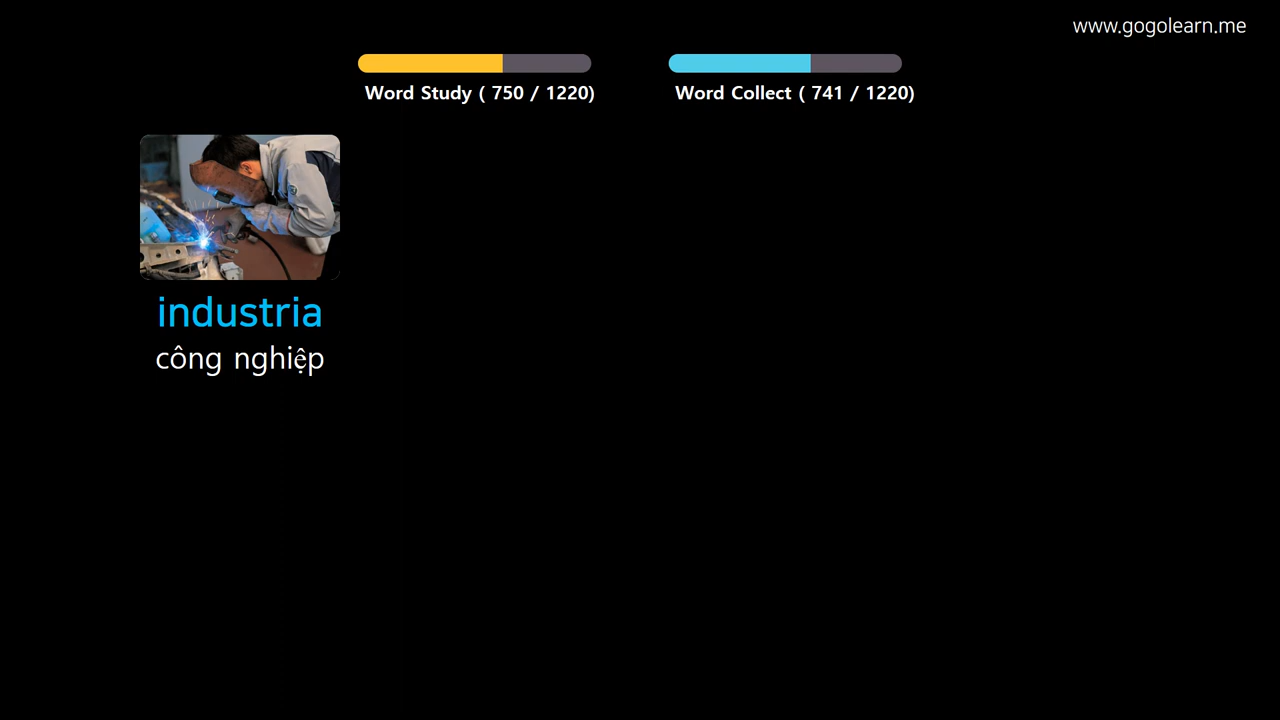 www.gogolearn.me
Word Study ( 750 / 1220)
Word Collect ( 741 / 1220)
industria
công nghiệp